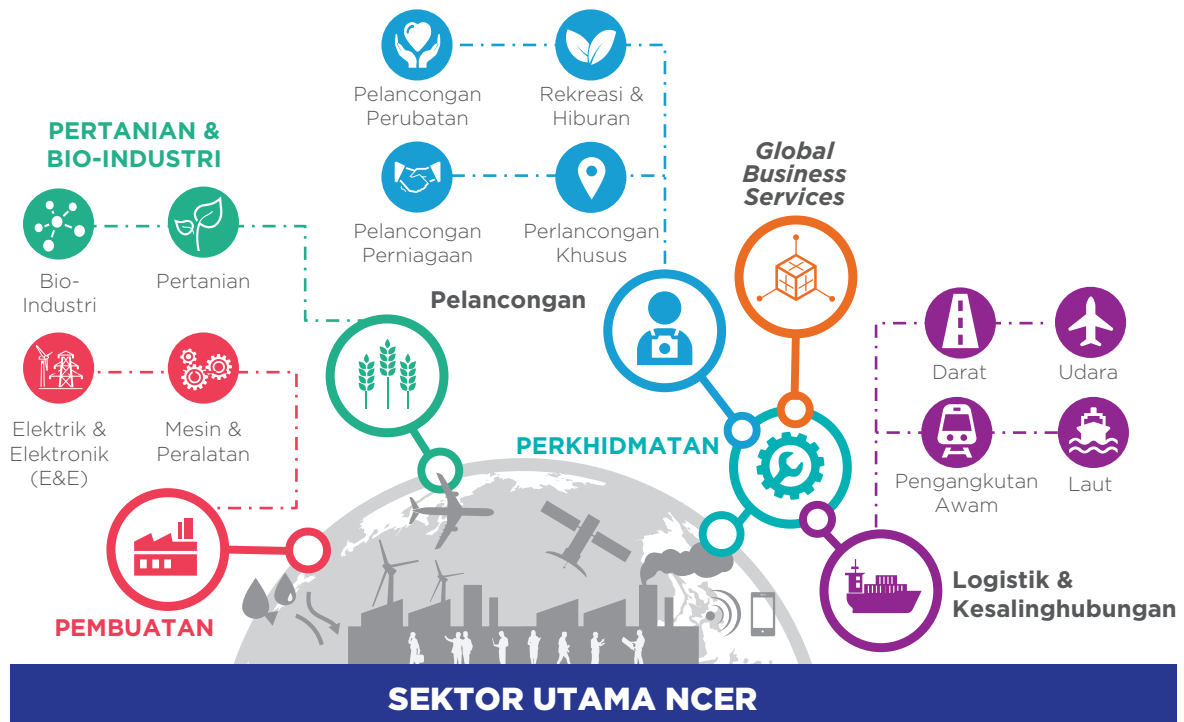 Pelancongan
Perubatan
Rekreasi &
Hiburan
PERTANIAN &
BIO-INDUSTRI
Global
Business
Services
Pelancongan
Perniagaan
Perlancongan
Khusus
Bio-
Industri
Pertanian
Pelancongan
Darat
Udara
Elektrik &
Elektronik
(E&E)
Mesin &
Peralatan
PERKHIDMATAN
Pengangkutan
Awam
Laut
Logistik &
Kesalinghubungan
PEMBUATAN
SEKTOR UTAMA NCER